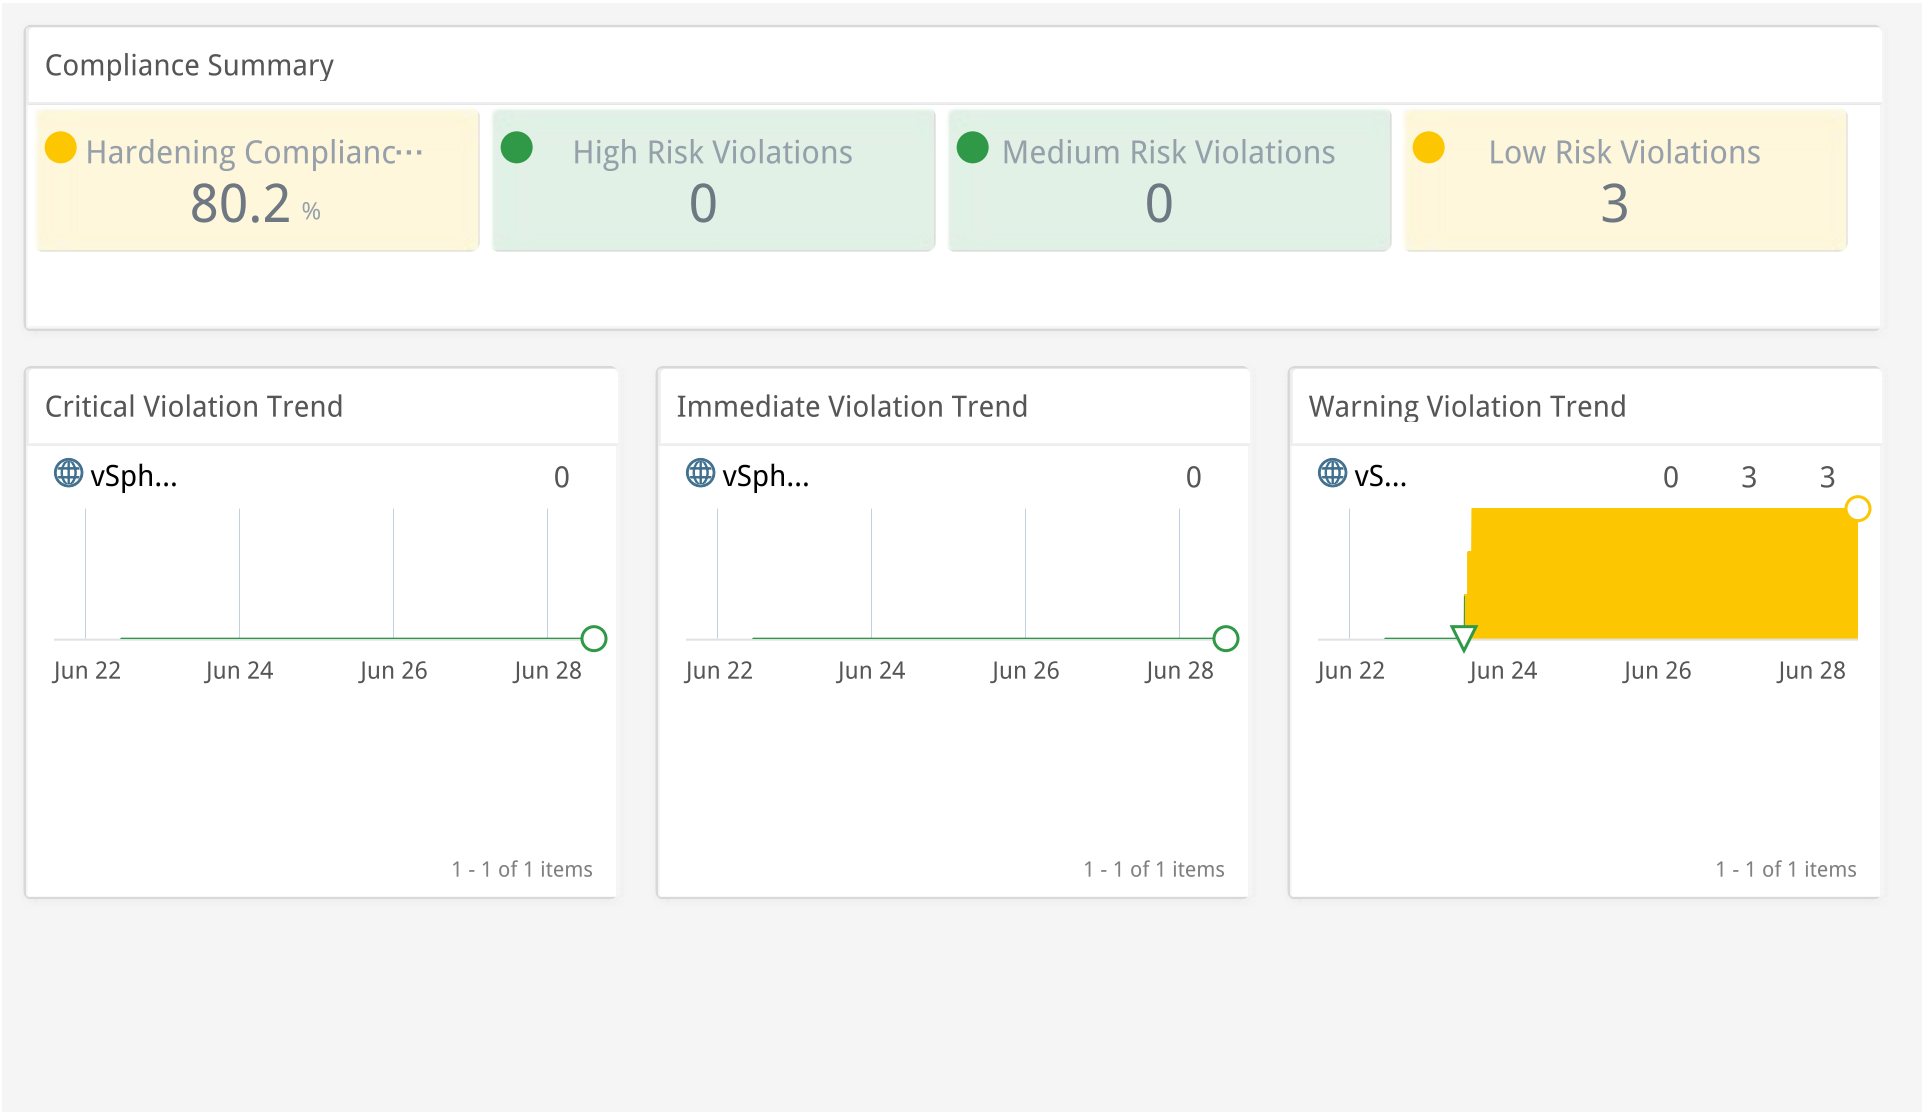 Compliance Summary
Hardening Complianc...
80.2 %
High Risk Violations
0
Medium Risk Violations
0
Low Risk Violations
3
Critical Violation Trend
vSph... 0
Jun 22 Jun 24 Jun 26 Jun 28
1 - 1 of 1 items
Immediate Violation Trend
vSph... 0
Jun 22 Jun 24 Jun 26 Jun 28
1 - 1 of 1 items
Warning Violation Trend
vS... 0 3 3
Jun 22 Jun 24 Jun 26 Jun 28
1 - 1 of 1 items